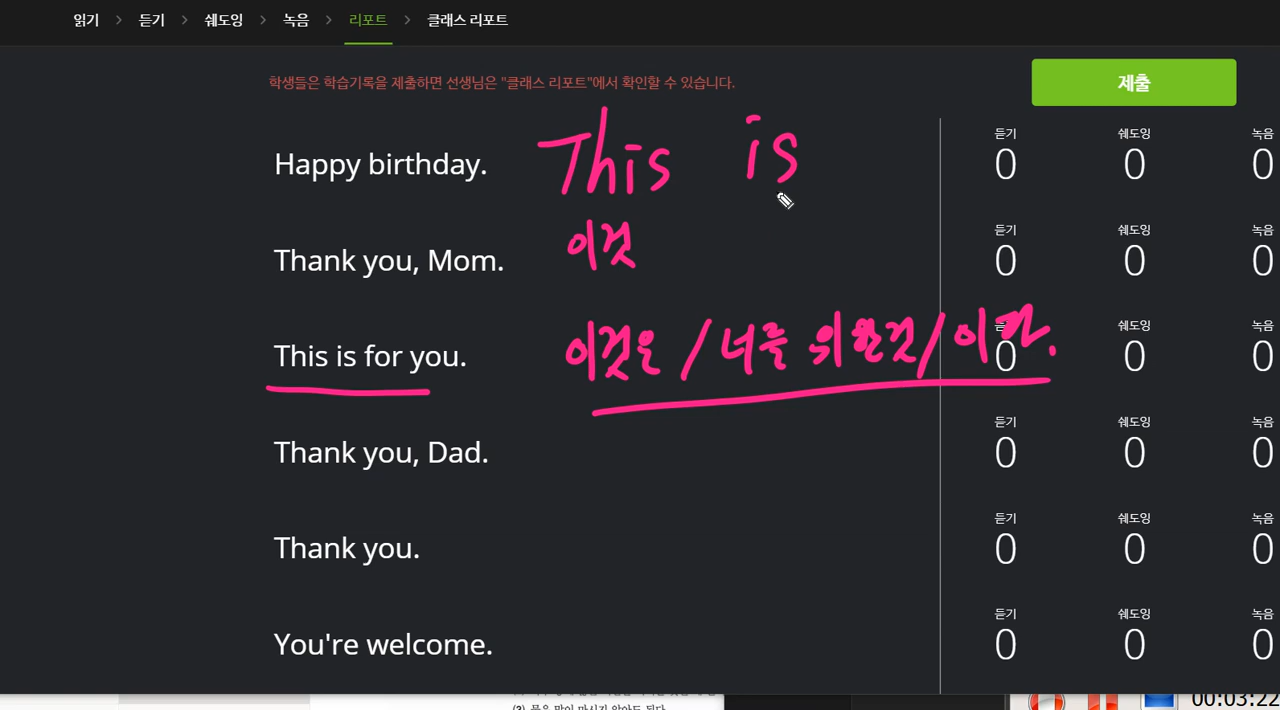 읽기 > 듣기 > 쉐도잉 > 녹음 > 리포트 > 클래스 리포트
학생들은 학습기록을 제출하면 선생님은 "클래스 리포트"에서 확인할 수 있습니다.
제출
Happy birthday.
This is
듣기 쉐도잉 녹음
0 0 0
Thank you, Mom.
이것
듣기 쉐도잉 녹음
0 0 0
This is for you.
이것은 / 너를 위한것 / 이다.
쉐도잉 녹음
0 0 0
Thank you, Dad.
듣기 쉐도잉 녹음
0 0 0
Thank you.
듣기 쉐도잉 녹음
0 0 0
You're welcome.
듣기 쉐도잉 녹음
0 0 0
00:03:22